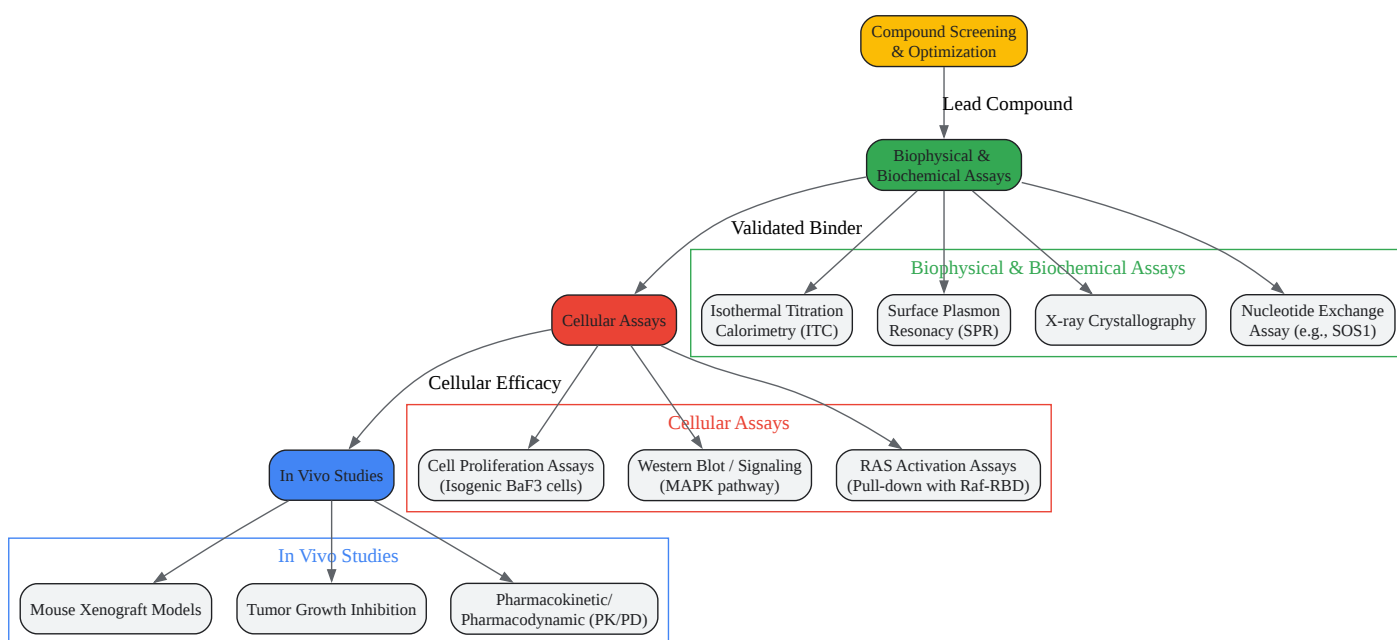 Compound Screening
& Optimization
Lead Compound
Biophysical &
Biochemical Assays
Validated Binder
Biophysical & Biochemical Assays
Isothermal Titration
Calorimetry (ITC)
Surface Plasmon
Resonacy (SPR)
X-ray Crystallography
Nucleotide Exchange
Assay (e.g., SOS1)
Cellular Assays
Cellular Efficacy
Cellular Assays
Cell Proliferation Assays
(Isogenic BaF3 cells)
Western Blot / Signaling
(MAPK pathway)
RAS Activation Assays
(Pull-down with Raf-RBD)
In Vivo Studies
In Vivo Studies
Mouse Xenograft Models
Tumor Growth Inhibition
Pharmacokinetic/
Pharmacodynamic (PK/PD)